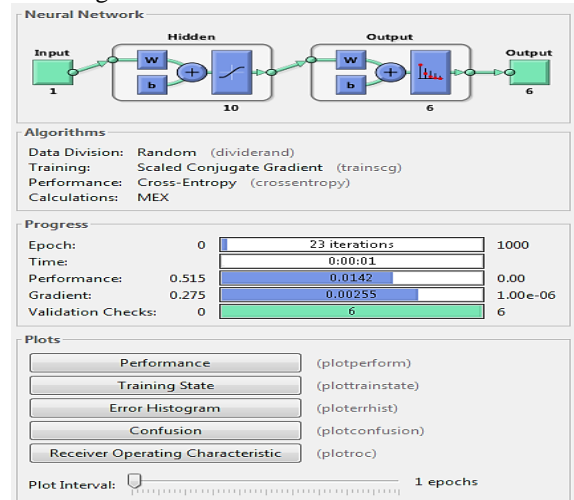 Neural Network
Hidden Output
Input Output
W W
b b
1 10 6 6
Algorithms
Data Division: Random (dividerand)
Training: Scaled Conjugate Gradient (trainscg)
Performance: Cross-Entropy (crossentropy)
Calculations: MEX
Progress
Epoch: 0 23 iterations 1000
Time: 0:00:01
Performance: 0.515 0.0142 0.00
Gradient: 0.275 0.00255 1.00e-06
Validation Checks: 0 6 6
Plots
Performance (plotperform)
Training State (plottrainstate)
Error Histogram (ploterrhist)
Confusion (plotconfusion)
Receiver Operating Characteristic (plotroc)
Plot Interval: 1 epochs